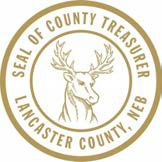 SEAL OF COUNTY TREASURER
LANCASTER COUNTY, NEB